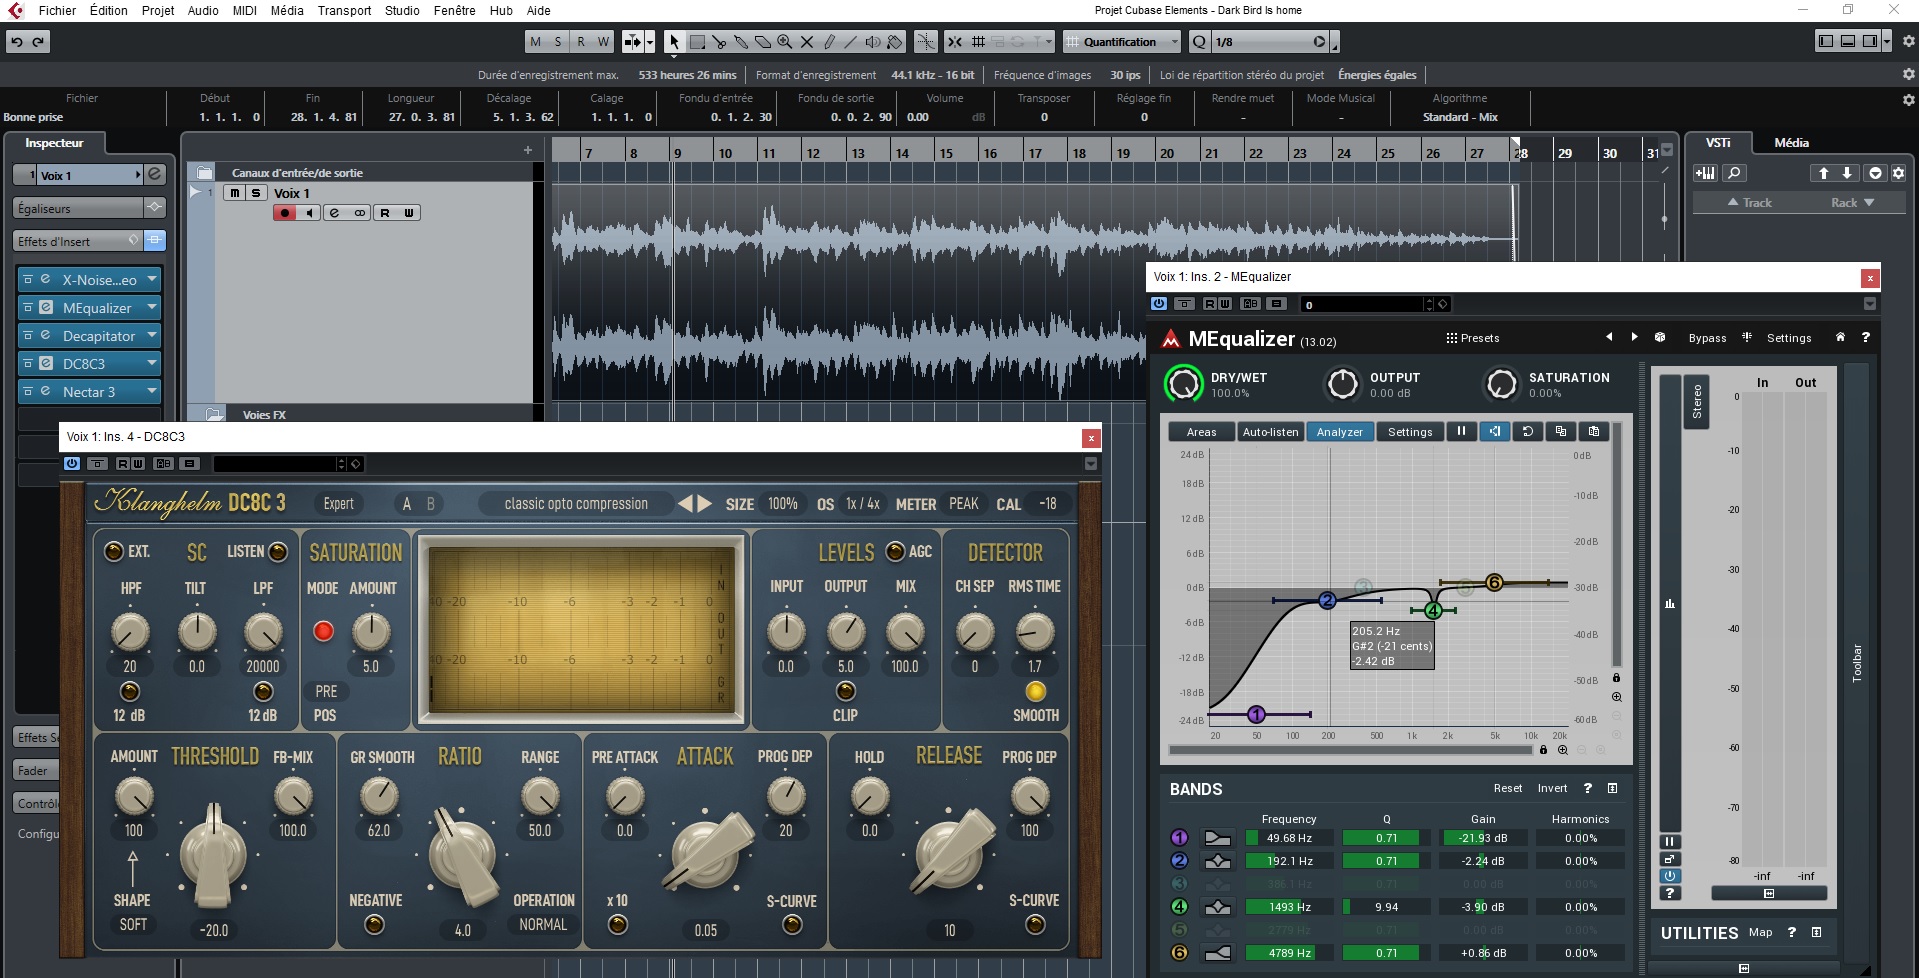 Fichier Édition Projet Audio MIDI Média Transport Studio Fenêtre Hub Aide
Projet Cubase Elements - Dark Bird Is home
M S R W
Quantification
1/8
Durée d'enregistrement max. 533 heures 26 mins Format d'enregistrement 44.1 kHz - 16 bit Fréquence d'images 30 ips Loi de répartition stéréo du projet Énergies égales
Fichier Début Fin Longueur Décalage Calage Fondu d'entrée Fondu de sortie Volume Transposer Réglage fin Rendre muet Mode Musical Algorithme
Bonne prise 1. 1. 1. 0 28. 1. 4. 81 27. 0. 3. 81 5. 1. 3. 62 1. 1. 1. 0 0. 1. 2. 30 0. 0. 2. 90 0.00 dB 0 0 - - Standard - Mix
Inspecteur
1 Voix 1
Égaliseurs
Effets d'Insert
X-Noise...eo
MEqualizer
Decapitator
DC8C3
Nectar 3
Fader
Canaux d'entrée/de sortie
1 m S Voix 1
R W
Voies FX
7 8 9 10 11 12 13 14 15 16 17 18 19 20 21 22 23 24 25 26 27 28 29 30 31
VSTi Média
Track Rack
Voix 1: Ins. 4 - DC8C3
R W
Klanghelm DC8C 3 Expert A B classic opto compression SIZE 100% OS 1x / 4x METER PEAK CAL -18
EXT. SC LISTEN SATURATION LEVELS AGC DETECTOR
HPF TILT LPF MODE AMOUNT INPUT OUTPUT MIX CH SEP RMS TIME
-20 -10 -3 -2 -1 0 IN
20 0.0 20000 5.0 0.0 5.0 100.0 0 1.7
-20 -10 -3 -2 -1 0 OUT
GR
12 dB 12 dB PRE POS CLIP SMOOTH
AMOUNT THRESHOLD FB-MIX GR SMOOTH RATIO RANGE PRE ATTACK ATTACK PROG DEP HOLD RELEASE PROG DEP
100 100.0 62.0 50.0 0.0 20 0.0 100
SHAPE NEGATIVE OPERATION x 10 S-CURVE S-CURVE
SOFT -20.0 4.0 NORMAL 0.05 10
Voix 1: Ins. 2 - MEqualizer
R W
0
MEqualizer (13.02) Presets Bypass Settings ?
DRY/WET OUTPUT SATURATION
100.0% 0.00 dB 0.00%
Areas Auto-listen Analyzer Settings
24 dB 0dB
18dB -10 dB
12 dB
6dB -20 dB
0dB -30 dB
-6dB -40 dB
-12dB
-18dB -50 dB
-24 dB -60 dB
1 2 3 4 5 6
205.2 Hz
G#2 (-21 cents)
-2.42 dB
20 50 100 200 500 1k 2k 5k 10k 20k
BANDS Reset Invert ?
Frequency Q Gain Harmonics
1 49.68 Hz 0.71 -21.93 dB 0.00%
2 192.1 Hz 0.71 -2.24 dB 0.00%
3 386.1 Hz 0.71 0.00 dB 0.00%
4 1493 Hz 9.94 -3.90 dB 0.00%
5 2779 Hz 0.71 0.00 dB 0.00%
6 4789 Hz 0.71 +0.86 dB 0.00%
Stereo
In Out
0
-10
-20
-30
-40
-50
-60
-70
-80
-inf -inf
?
Toolbar
UTILITIES Map ?